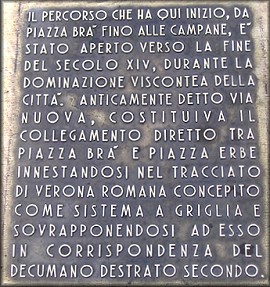 IL PERCORSO CHE HA QUI INIZIO, DA
PIAZZA BRA' FINO ALLE CAMPANE, E'
STATO APERTO VERSO LA FINE
DEL SECOLO XIV, DURANTE LA
DOMINAZIONE VISCONTEA DELLA
CITTA'. ANTICAMENTE DETTO VIA
NUOVA, COSTITUIVA IL
COLLEGAMENTO DIRETTO TRA
PIAZZA BRA' E PIAZZA ERBE
INNESTANDOSI NEL TRACCIATO
DI VERONA ROMANA CONCEPITO
COME SISTEMA A GRIGLIA E
SOVRAPPONENDOSI AD ESSO
IN CORRISPONDENZA DEL
DECUMANO DESTRATO SECONDO.